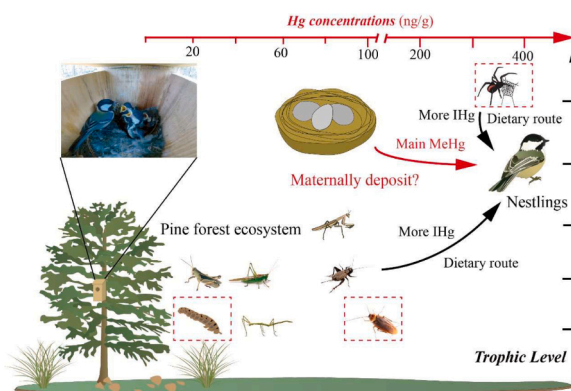 Hg concentrations (ng/g)
20
60
100
200
400
More IHg
Dietary route
Main MeHg
Maternally deposit?
Nestlings
Pine forest ecosystem
More IHg
Dietary route
Trophic Level